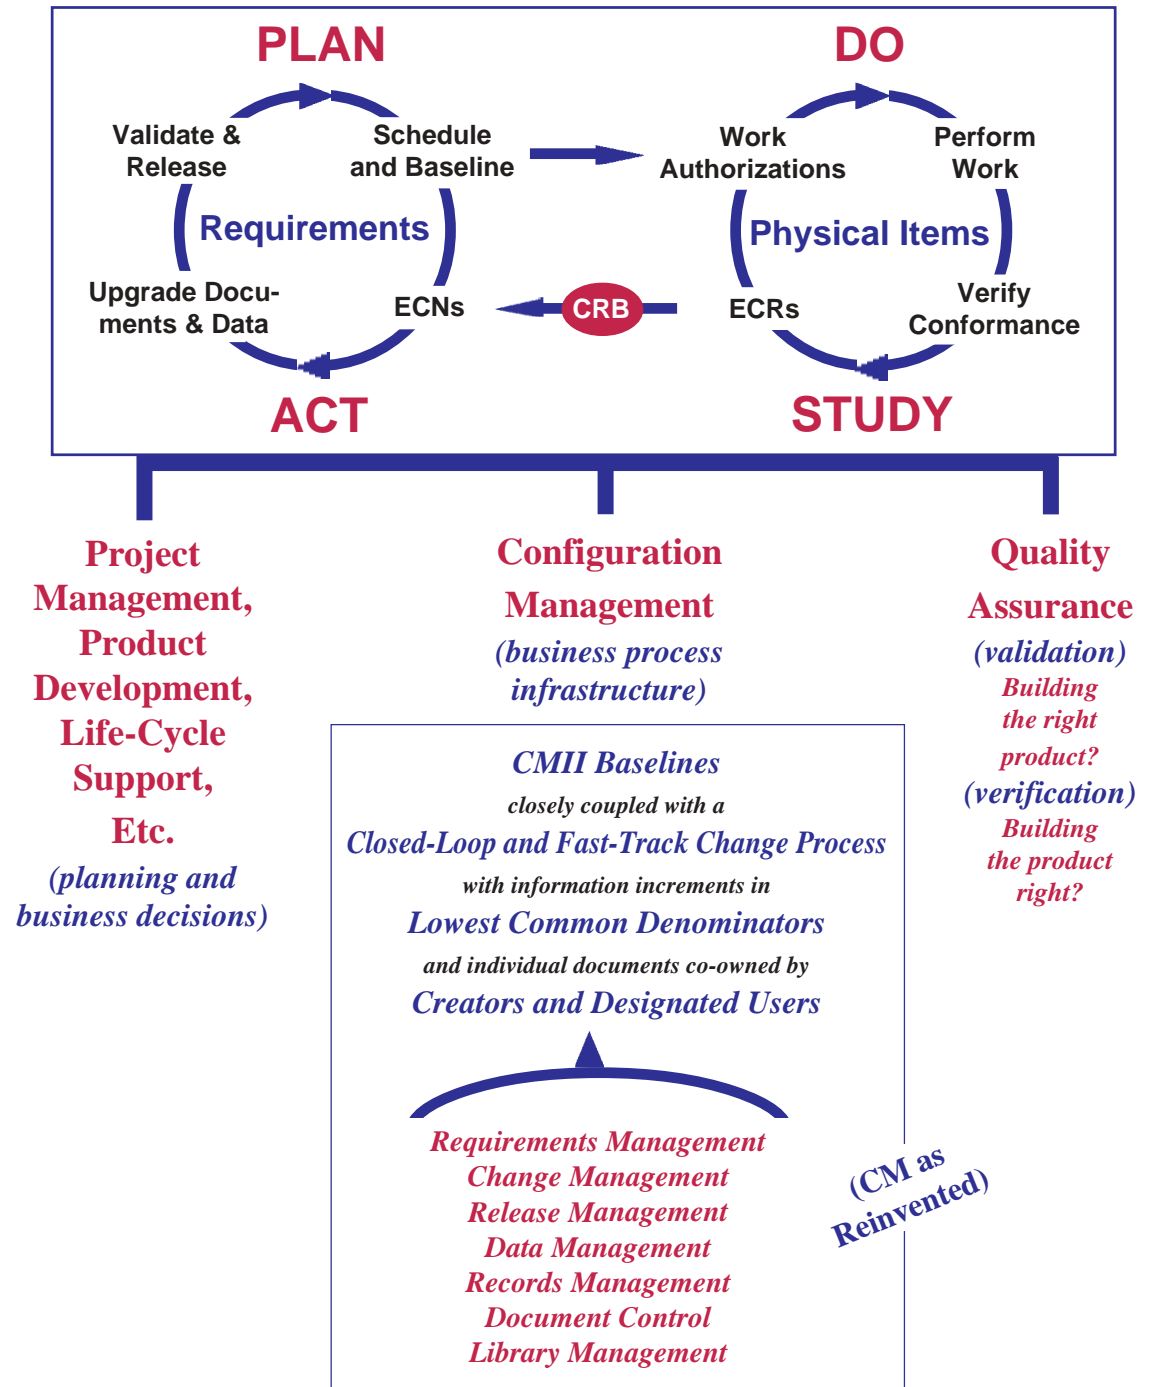 PLAN
DO
Validate &
Release
Schedule
and Baseline
Work
Authorizations
Perform
Work
Requirements
Physical Items
Upgrade Docu-
ments & Data
ECNs
CRB
ECRs
Verify
Conformance
ACT
STUDY
Project
Management,
Product
Development,
Life-Cycle
Support,
Etc.
(planning and
business decisions)
Configuration
Management
(business process
infrastructure)
CMII Baselines
closely coupled with a
Closed-Loop and Fast-Track Change Process
with information increments in
Lowest Common Denominators
and individual documents co-owned by
Creators and Designated Users
Requirements Management
Change Management
Release Management
Data Management
Records Management
Document Control
Library Management
(CM as
Reinvented)
Quality
Assurance
(validation)
Building
the right
product?
(verification)
Building
the product
right?